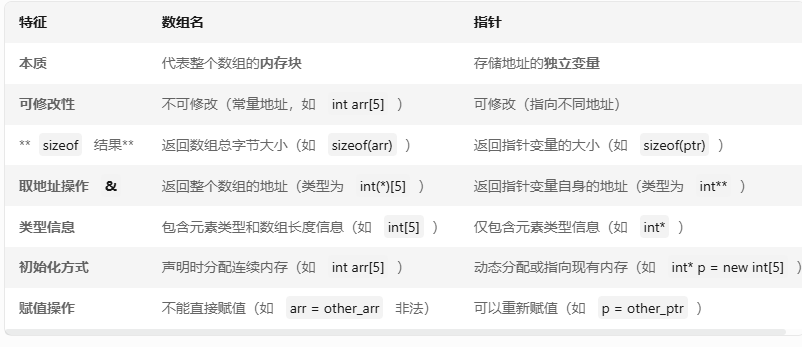 特征 数组名 指针
本质 代表整个数组的内存块 存储地址的独立变量
可修改性 不可修改（常量地址，如 int arr[5] ） 可修改（指向不同地址）
** sizeof 结果** 返回数组总字节大小（如 sizeof(arr) ） 返回指针变量的大小（如 sizeof(ptr) ）
取地址操作 & 返回整个数组的地址（类型为 int(*)[5] ） 返回指针变量自身的地址（类型为 int** ）
类型信息 包含元素类型和数组长度信息（如 int[5] ） 仅包含元素类型信息（如 int* ）
初始化方式 声明时分配连续内存（如 int arr[5] ） 动态分配或指向现有内存（如 int* p = new int[5] ）
赋值操作 不能直接赋值（如 arr = other_arr 非法） 可以重新赋值（如 p = other_ptr ）